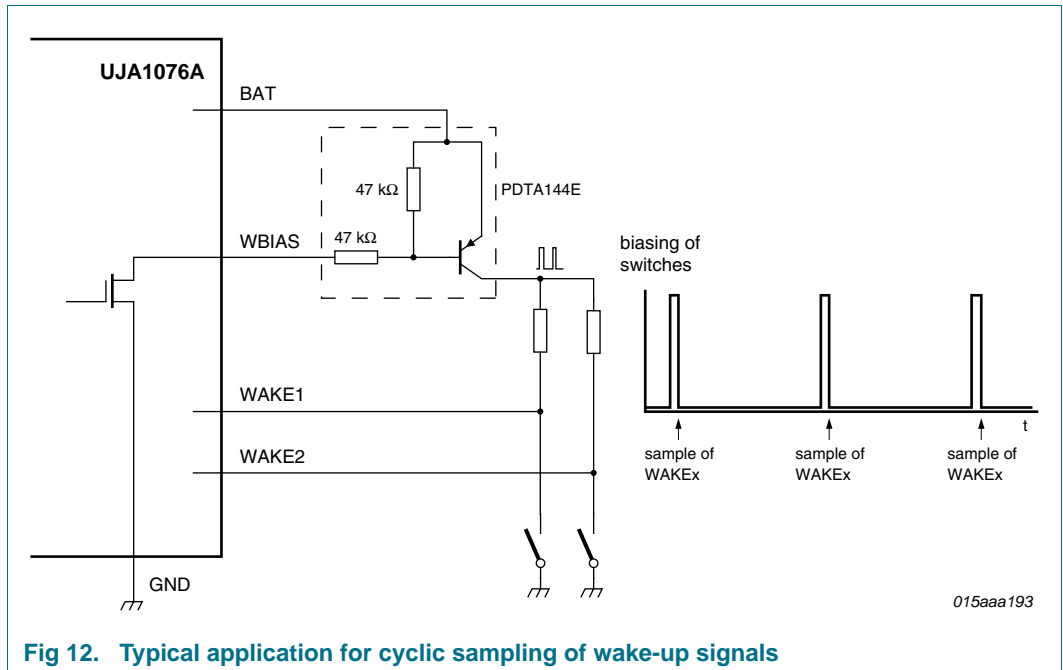 UJA1076A
BAT
47 kΩ
PDTA144E
WBIAS
47 kΩ
biasing of
switches
WAKE1
WAKE2
t
sample of
WAKEx
sample of
WAKEx
sample of
WAKEx
GND
015aaa193
Fig 12. Typical application for cyclic sampling of wake-up signals